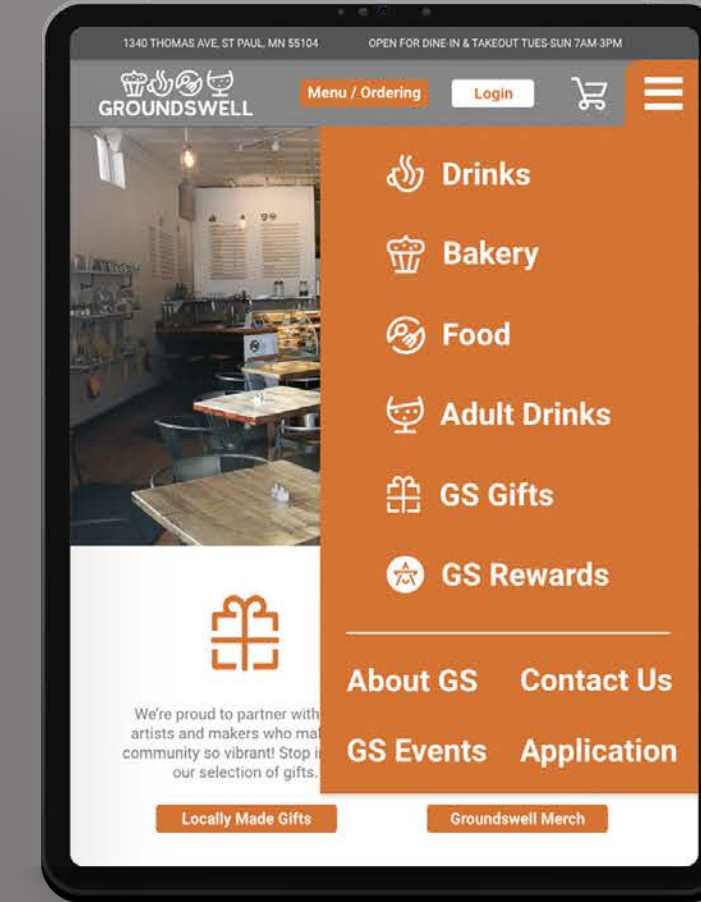 1340 THOMAS AVE, ST PAUL, MN 55104
OPEN FOR DINE-IN & TAKEOUT TUES-SUN 7AM-3PM
GROUNDSWELL
Menu / Ordering
Login
Drinks
Bakery
Food
Adult Drinks
GS Gifts
GS Rewards
About GS
Contact Us
GS Events
Application
We're proud to partner with
artists and makers who
community so vibrant! Stop
our selection of gifts.
Locally Made Gifts
Groundswell Merch